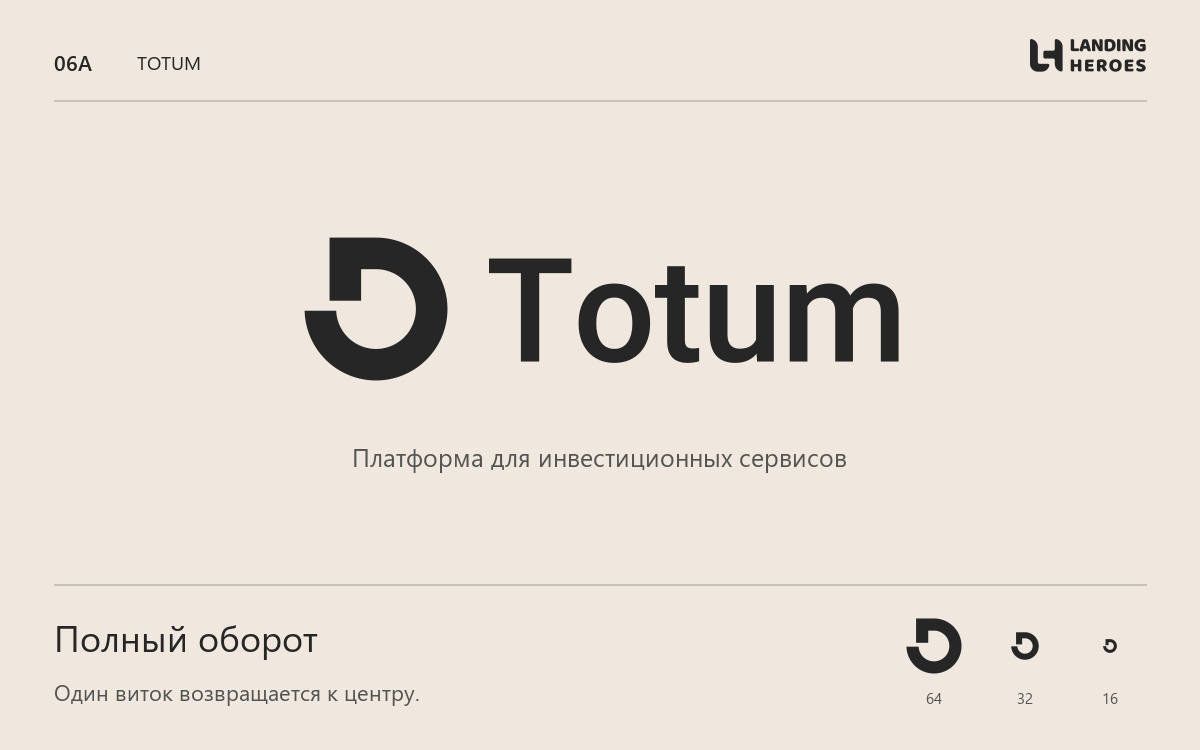 06A TOTUM
LANDING
HEROES
Totum
Платформа для инвестиционных сервисов
Полный оборот
Один виток возвращается к центру.
64 32 16